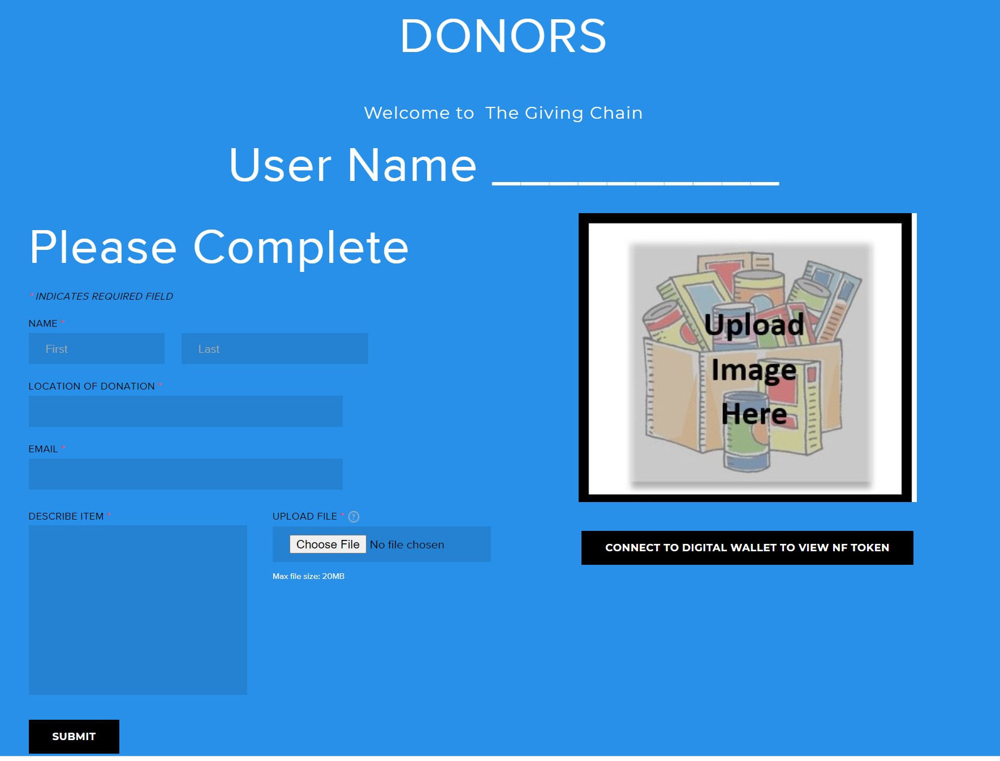 DONORS
Welcome to The Giving Chain
User Name __________
Please Complete
* INDICATES REQUIRED FIELD
NAME *
First
Last
LOCATION OF DONATION *
EMAIL *
DESCRIBE ITEM *
UPLOAD FILE * ?
Choose File No file chosen
Max file size: 20MB
SUBMIT
Upload
Image
Here
CONNECT TO DIGITAL WALLET TO VIEW NF TOKEN